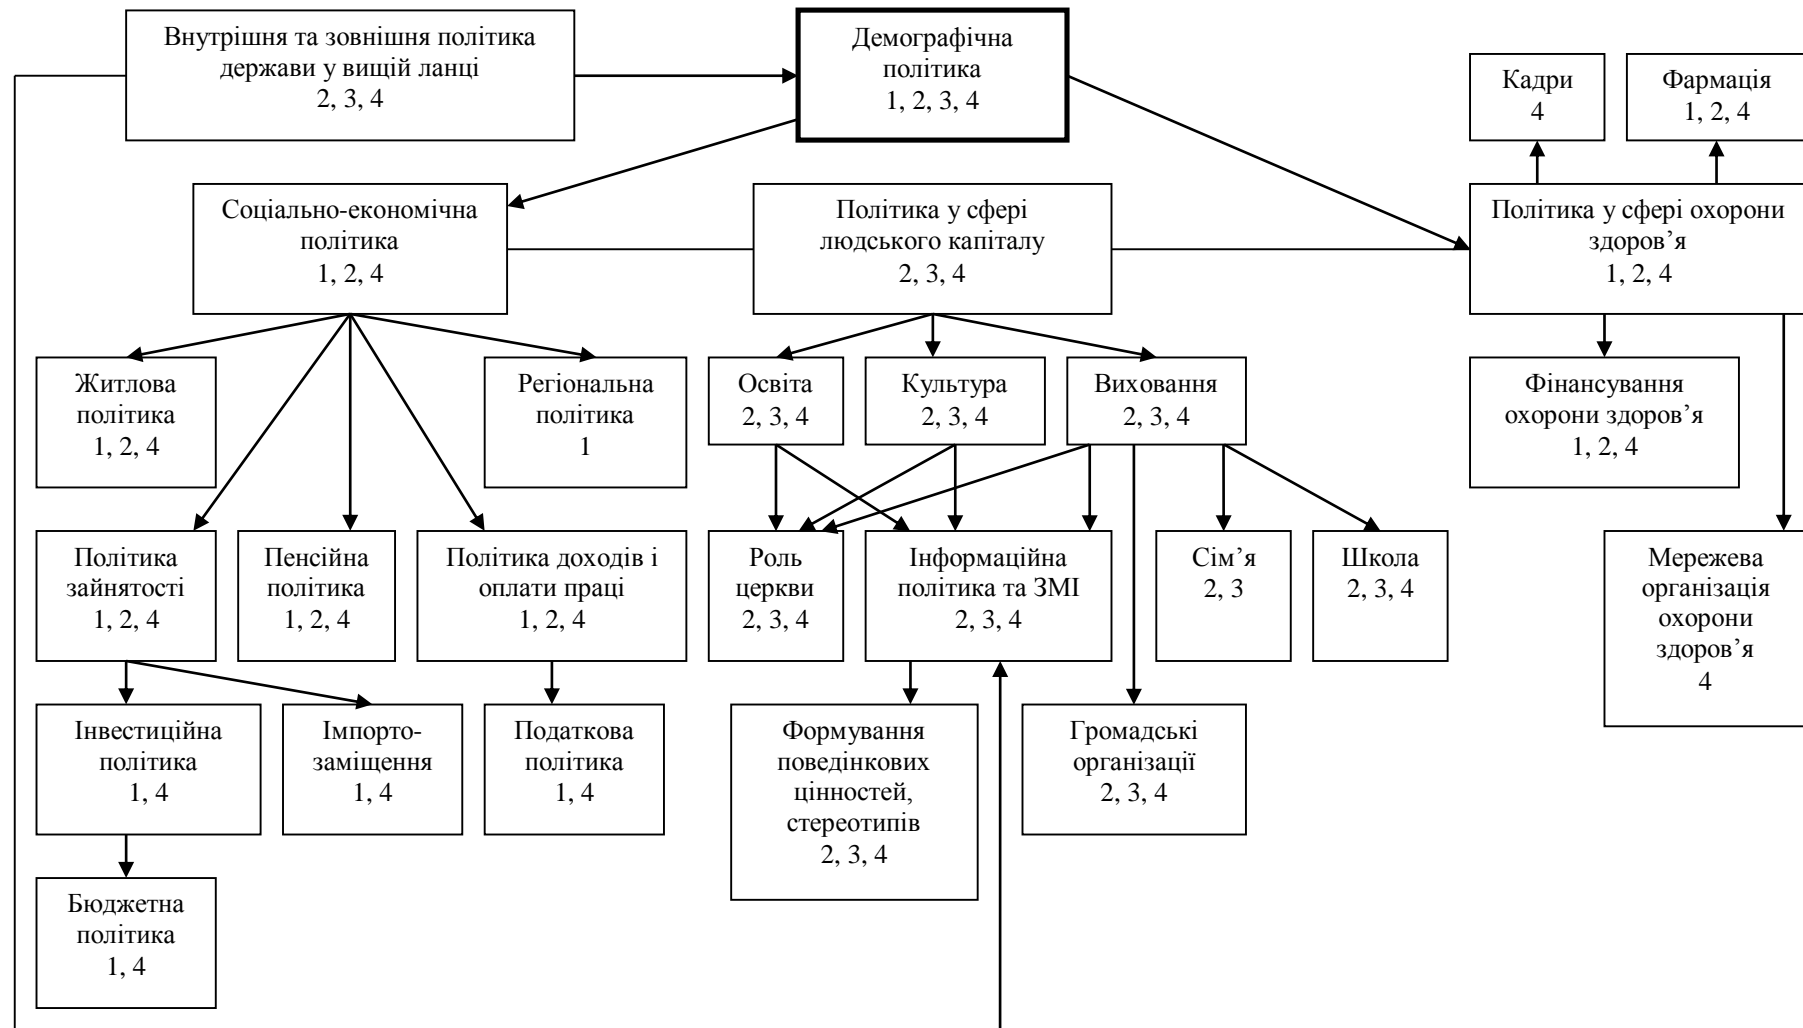 Внутрішня та зовнішня політика
держави у вищій ланці
2, 3, 4
Демографічна
політика
1, 2, 3, 4
Кадри
4
Фармація
1, 2, 4
Соціально-економічна
політика
1, 2, 4
Політика у сфері
людського капіталу
2, 3, 4
Політика у сфері охорони
здоров’я
1, 2, 4
Житлова
політика
1, 2, 4
Регіональна
політика
1
Освіта
2, 3, 4
Культура
2, 3, 4
Виховання
2, 3, 4
Фінансування
охорони здоров’я
1, 2, 4
Політика
зайнятості
1, 2, 4
Пенсійна
політика
1, 2, 4
Політика доходів і
оплати праці
1, 2, 4
Роль
церкви
2, 3, 4
Інформаційна
політика та ЗМІ
2, 3, 4
Сім’я
2, 3
Школа
2, 3, 4
Мережева
організація
охорони
здоров’я
4
Інвестиційна
політика
1, 4
Імпорто-
заміщення
1, 4
Податкова
політика
1, 4
Формування
поведінкових
цінностей,
стереотипів
2, 3, 4
Громадські
організації
2, 3, 4
Бюджетна
політика
1, 4